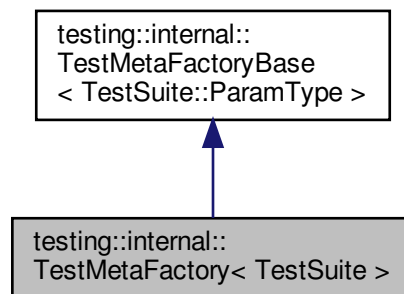 testing::internal::
TestMetaFactoryBase
< TestSuite::ParamType >
testing::internal::
TestMetaFactory< TestSuite >